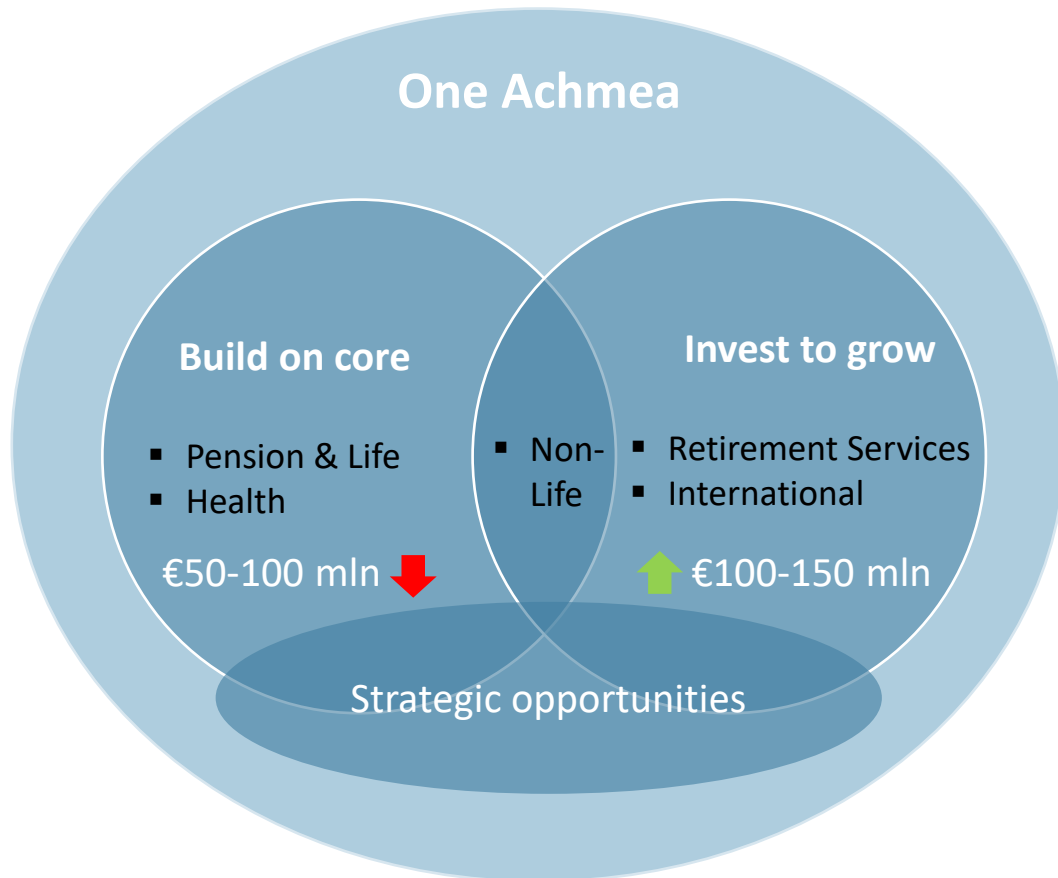 One Achmea
Build on core
Invest to grow
▪ Pension & Life
▪ Health
▪ Non-
Life
▪ Retirement Services
▪ International
€50-100 mln
€100-150 mln
Strategic opportunities